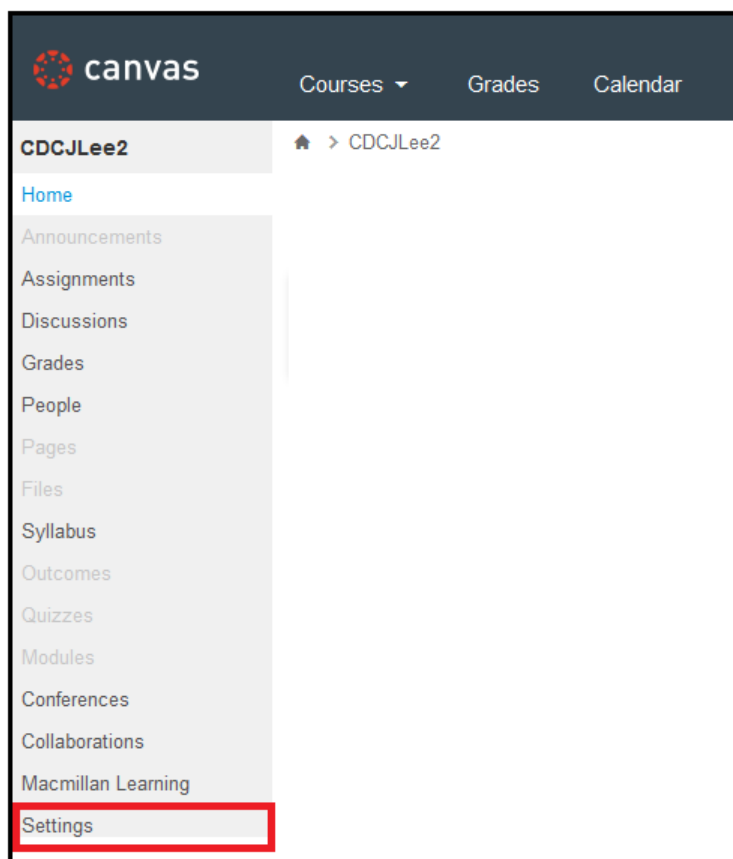 canvas
Courses Grades Calendar
CDCJLee2
> CDCJLee2
Home
Announcements
Assignments
Discussions
Grades
People
Pages
Files
Syllabus
Outcomes
Quizzes
Modules
Conferences
Collaborations
Macmillan Learning
Settings